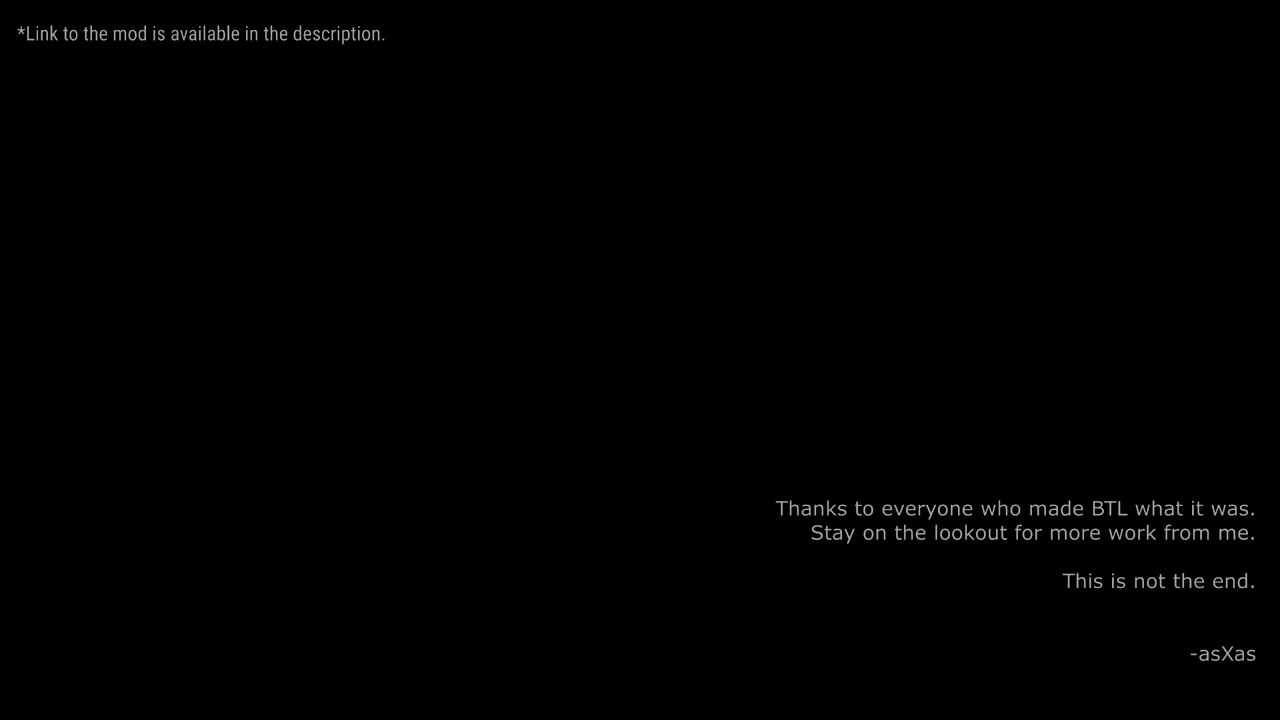 *Link to the mod is available in the description.
Thanks to everyone who made BTL what it was.
Stay on the lookout for more work from me.
This is not the end.
-asXas